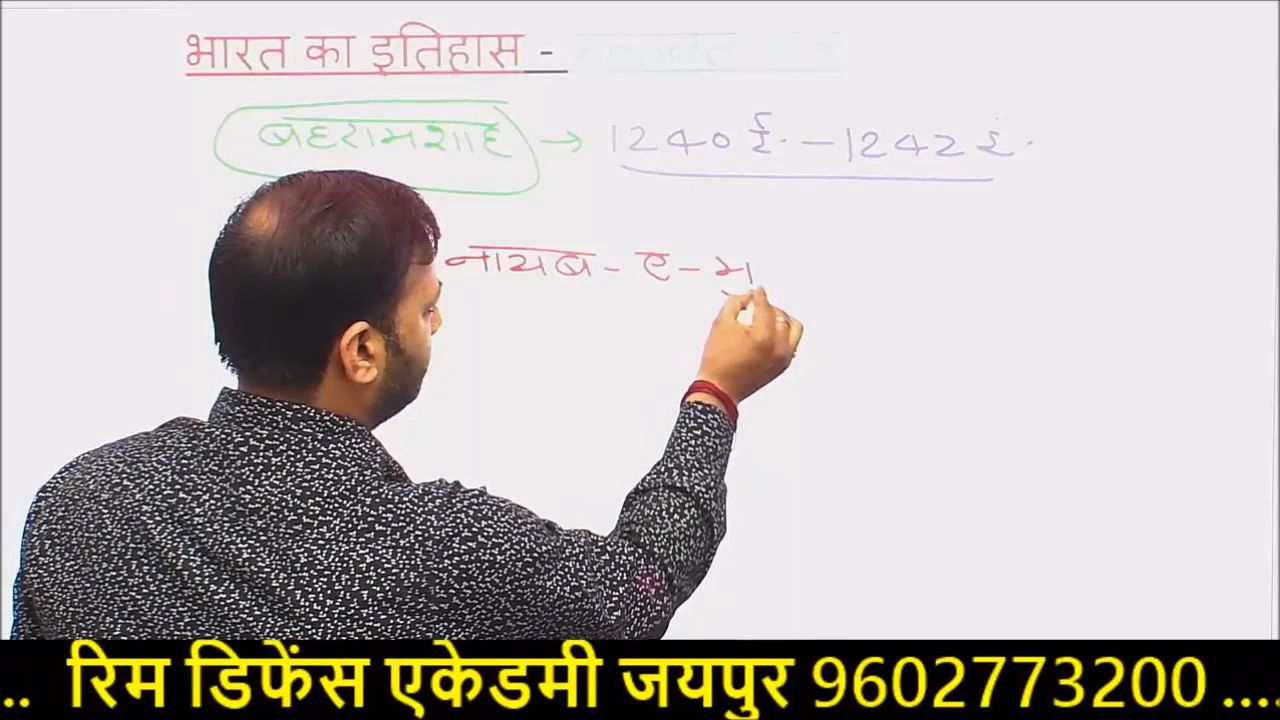 भारत का इतिहास -
बहरामशाह → 1240 ई. - 1242 ई.
नायब - ए - म
.. रिम डिफेंस एकेडमी जयपुर 9602773200 ....